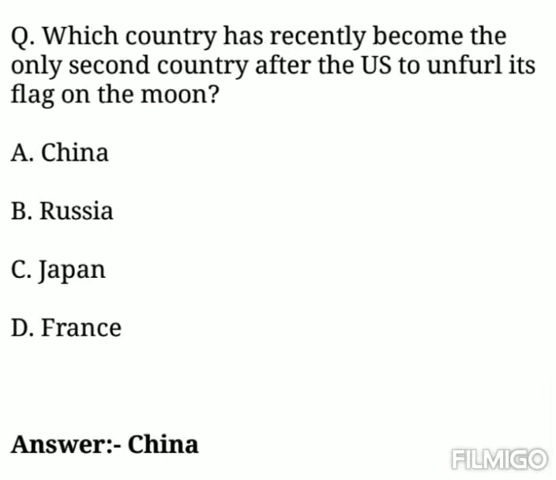 Q. Which country has recently become the
only second country after the US to unfurl its
flag on the moon?
A. China
B. Russia
C. Japan
D. France
Answer:- China
FILMIGO